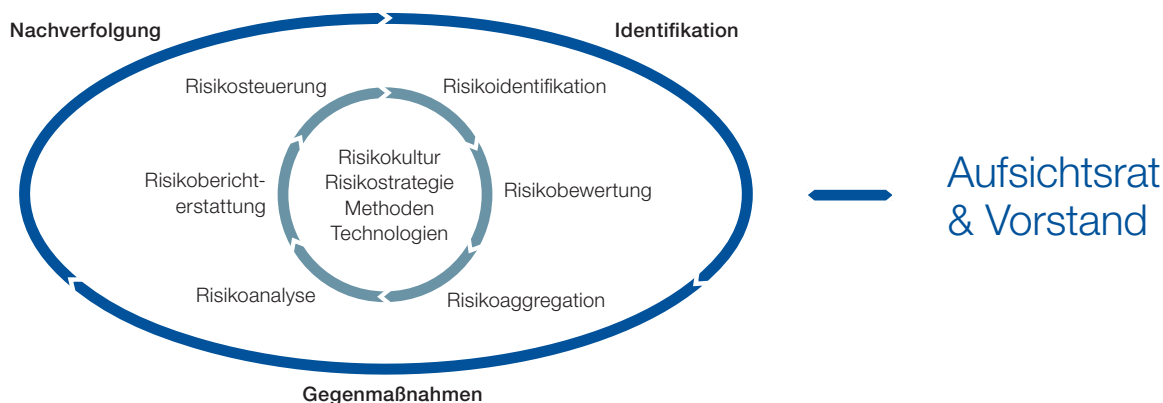 Nachverfolgung
Identifikation
Risikosteuerung
Risikoidentifikation
Risikokultur
Risikostrategie
Methoden
Technologien
Risikobericht-
erstattung
Risikobewertung
Aufsichtsrat
& Vorstand
Risikoanalyse
Risikoaggregation
Gegenmaßnahmen